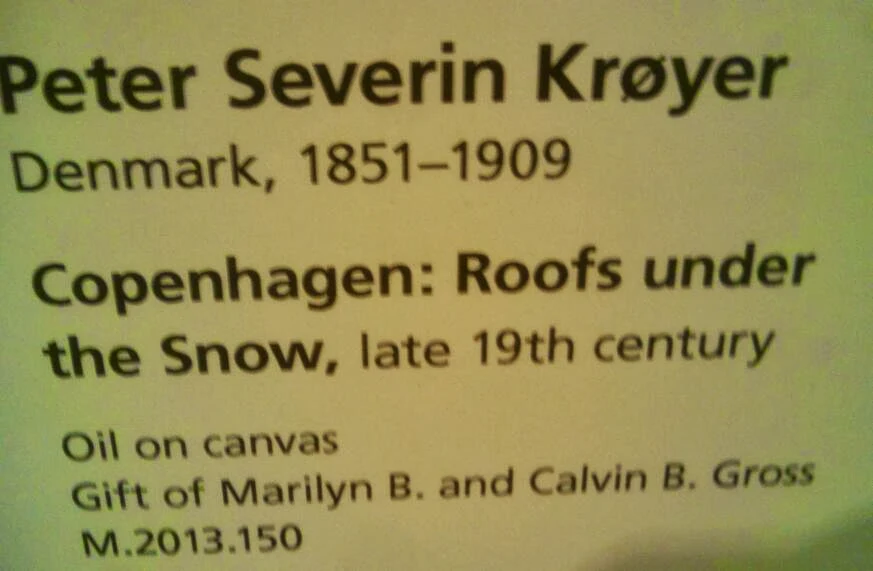 Peter Severin Krøyer
Denmark, 1851–1909
Copenhagen: Roofs under
the Snow, late 19th century
Oil on canvas
Gift of Marilyn B. and Calvin B. Gross
M.2013.150